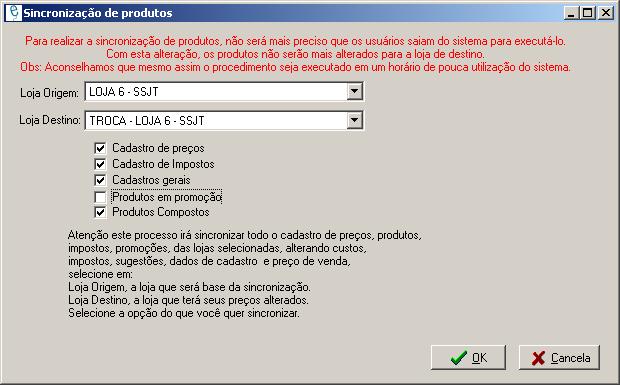 Sincronização de produtos
Para realizar a sincronização de produtos, não será mais preciso que os usuários saiam do sistema para executá-lo.
Com esta alteração, os produtos não serão mais alterados para a loja de destino.
Obs: Aconselhamos que mesmo assim o procedimento seja executado em um horário de pouca utilização do sistema.
Loja Origem: LOJA 6 - SSJT
Loja Destino: TROCA - LOJA 6 - SSJT
Cadastro de preços
Cadastro de Impostos
Cadastros gerais
Produtos em promoção
Produtos Compostos
Atenção este processo irá sincronizar todo o cadastro de preços, produtos,
impostos, promoções, das lojas selecionadas, alterando custos,
impostos, sugestões, dados de cadastro e preço de venda,
selecione em:
Loja Origem, a loja que será base da sincronização.
Loja Destino, a loja que terá seus preços alterados.
Selecione a opção do que você quer sincronizar.
OK Cancela